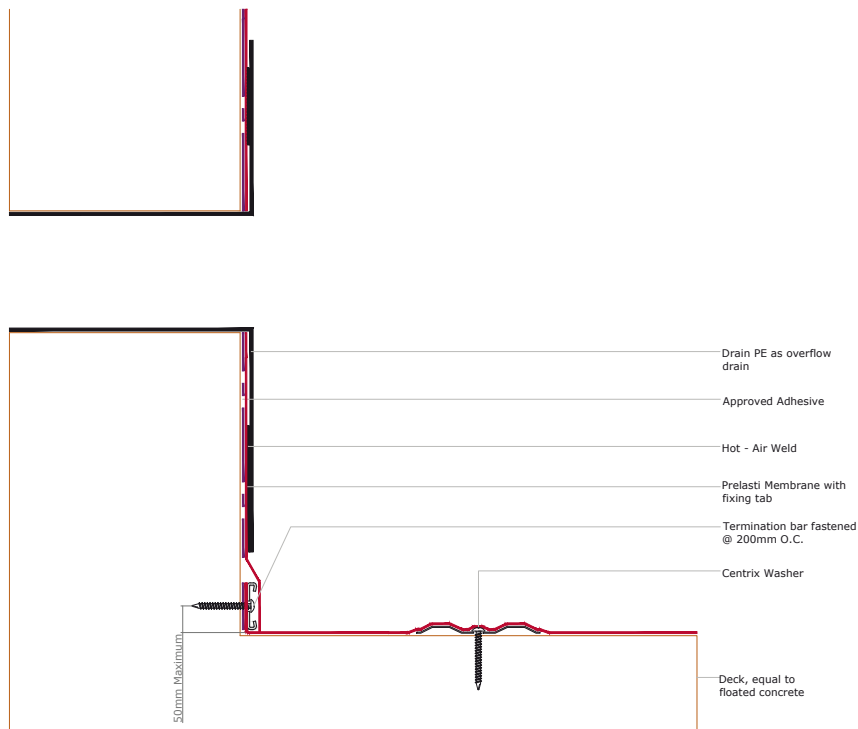 Drain PE as overflow
drain
Approved Adhesive
Hot - Air Weld
Prelasti Membrane with
fixing tab
Termination bar fastened
@ 200mm O.C.
Centrix Washer
50mm Maximum
Deck, equal to
floated concrete